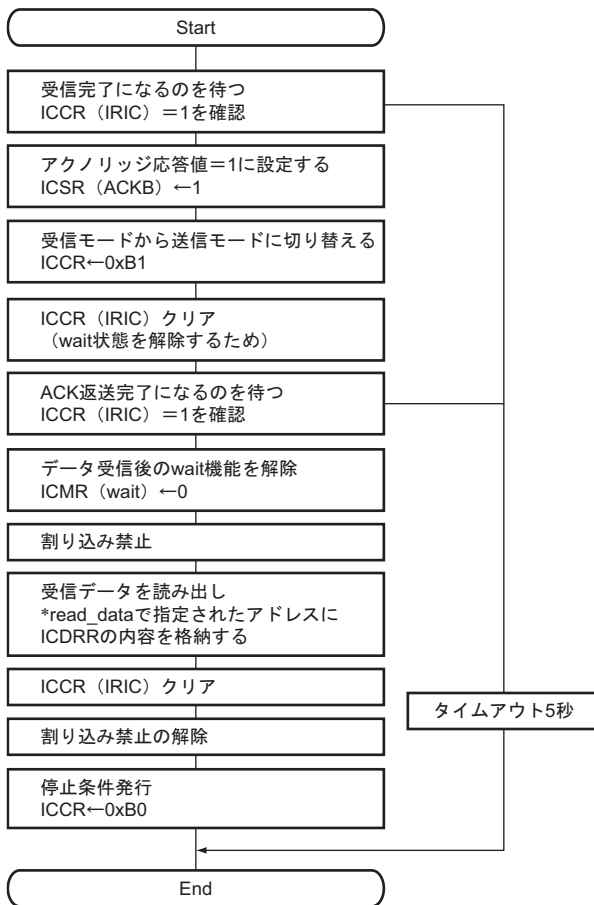 Start
受信完了になるのを待つ
ICCR（IRIC）＝1を確認
アクノリッジ応答値＝1に設定する
ICSR（ACKB）←1
受信モードから送信モードに切り替える
ICCR←0xB1
ICCR（IRIC）クリア
（wait状態を解除するため）
ACK返送完了になるのを待つ
ICCR（IRIC）＝1を確認
データ受信後のwait機能を解除
ICMR（wait）←0
割り込み禁止
受信データを読み出し
*read_dataで指定されたアドレスに
ICDRRの内容を格納する
ICCR（IRIC）クリア
タイムアウト5秒
割り込み禁止の解除
停止条件発行
ICCR←0xB0
End